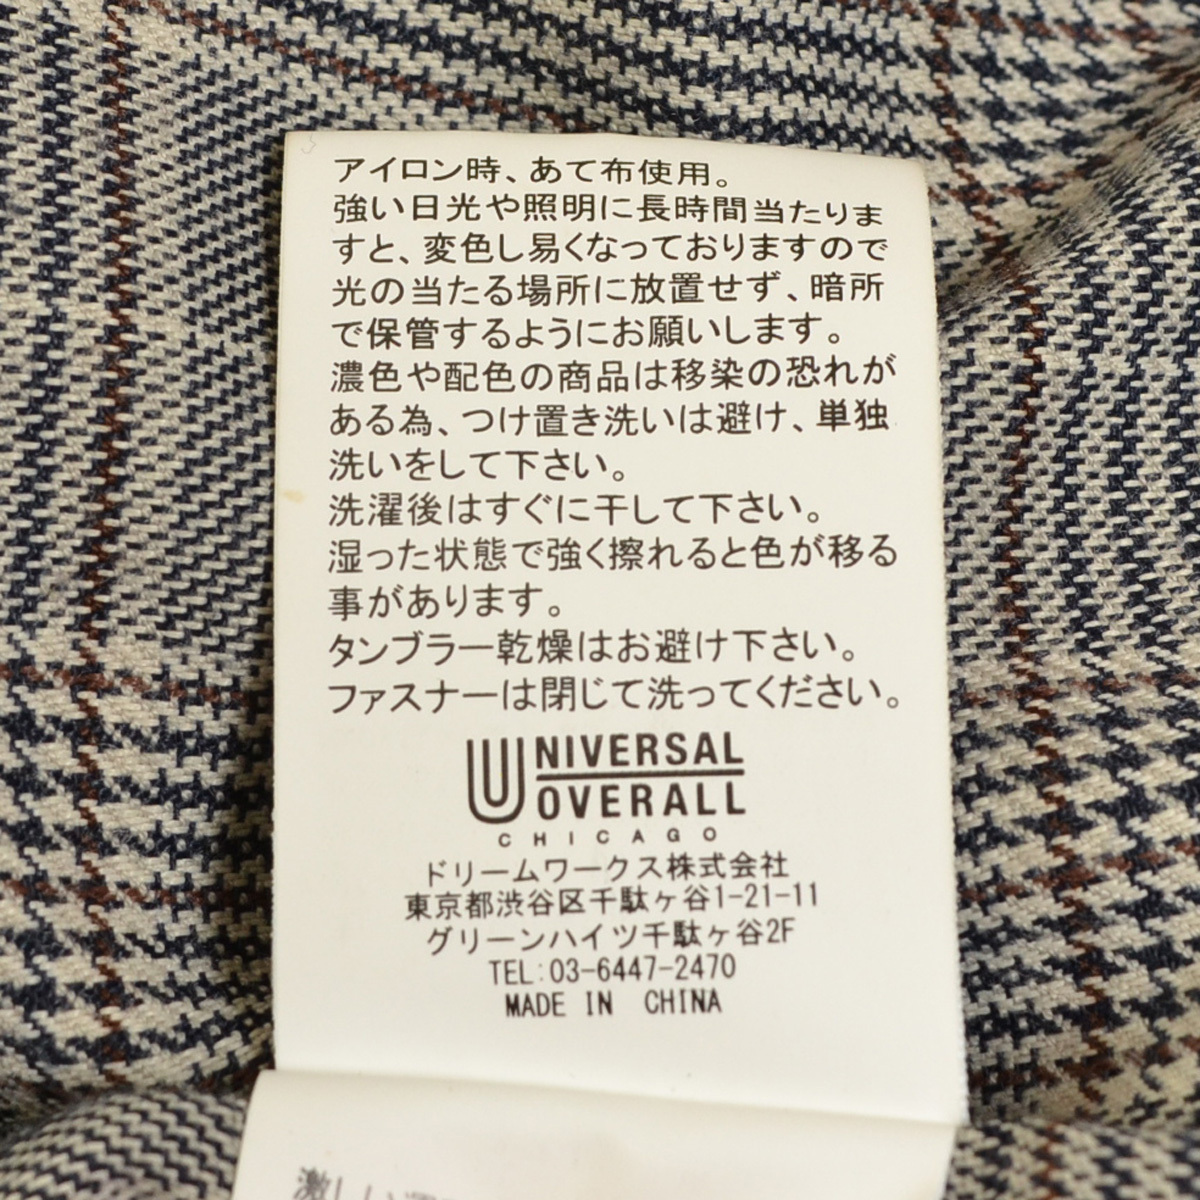 アイロン時、あて布使用。
強い日光や照明に長時間当たりま
すと、変色し易くなっておりますので
光の当たる場所に放置せず、暗所
で保管するようにお願いします。
濃色や配色の商品は移染の恐れが
ある為、つけ置き洗いは避け、単独
洗いをして下さい。
洗濯後はすぐに干して下さい。
湿った状態で強く擦れると色が移る
事があります。
タンブラー乾燥はお避け下さい。
ファスナーは閉じて洗ってください。
UNIVERSAL
OVERALL
CHICAGO
ドリームワークス株式会社
東京都渋谷区千駄ヶ谷1-21-11
グリーンハイツ千駄ヶ谷2F
TEL:03-6447-2470
MADE IN CHINA
激しい